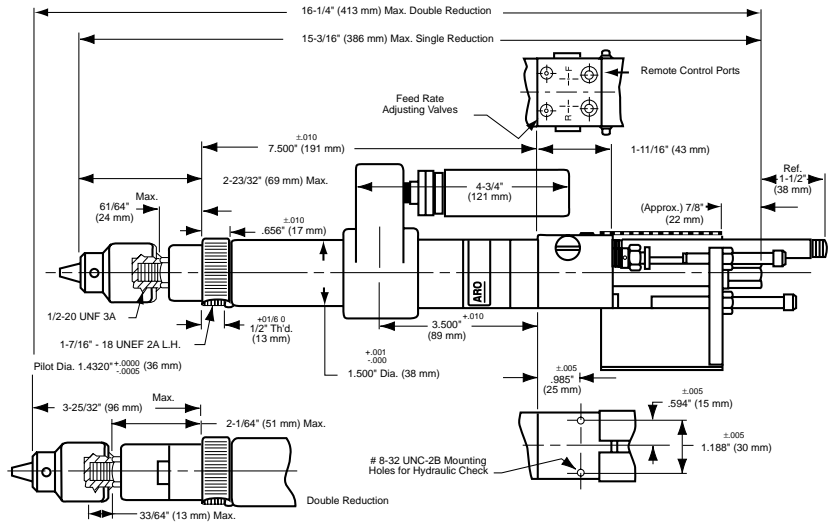 16-1/4" (413 mm) Max. Double Reduction
15-3/16" (386 mm) Max. Single Reduction
Remote Control Ports
F
R
Feed Rate
Adjusting Valves
±.010
7.500" (191 mm)
1-11/16" (43 mm)
Ref.
1-1/2"
(38 mm)
2-23/32" (69 mm) Max.
4-3/4"
(121 mm)
(Approx.) 7/8"
(22 mm)
Max.
61/64"
(24 mm)
±.010
.656" (17 mm)
ARO
1/2-20 UNF 3A
+01/6 0
1/2" Th'd.
(13 mm)
3.500" +.010
(89 mm)
1-7/16" - 18 UNEF 2A L.H.
Pilot Dia. 1.4320" +.0000 -.0005 (36 mm)
+.001
-.000
1.500" Dia. (38 mm)
±.005
.985"
(25 mm)
±.005
.594" (15 mm)
±.005
1.188" (30 mm)
Max.
3-25/32" (96 mm)
2-1/64" (51 mm) Max.
# 8-32 UNC-2B Mounting
Holes for Hydraulic Check
Double Reduction
33/64" (13 mm) Max.